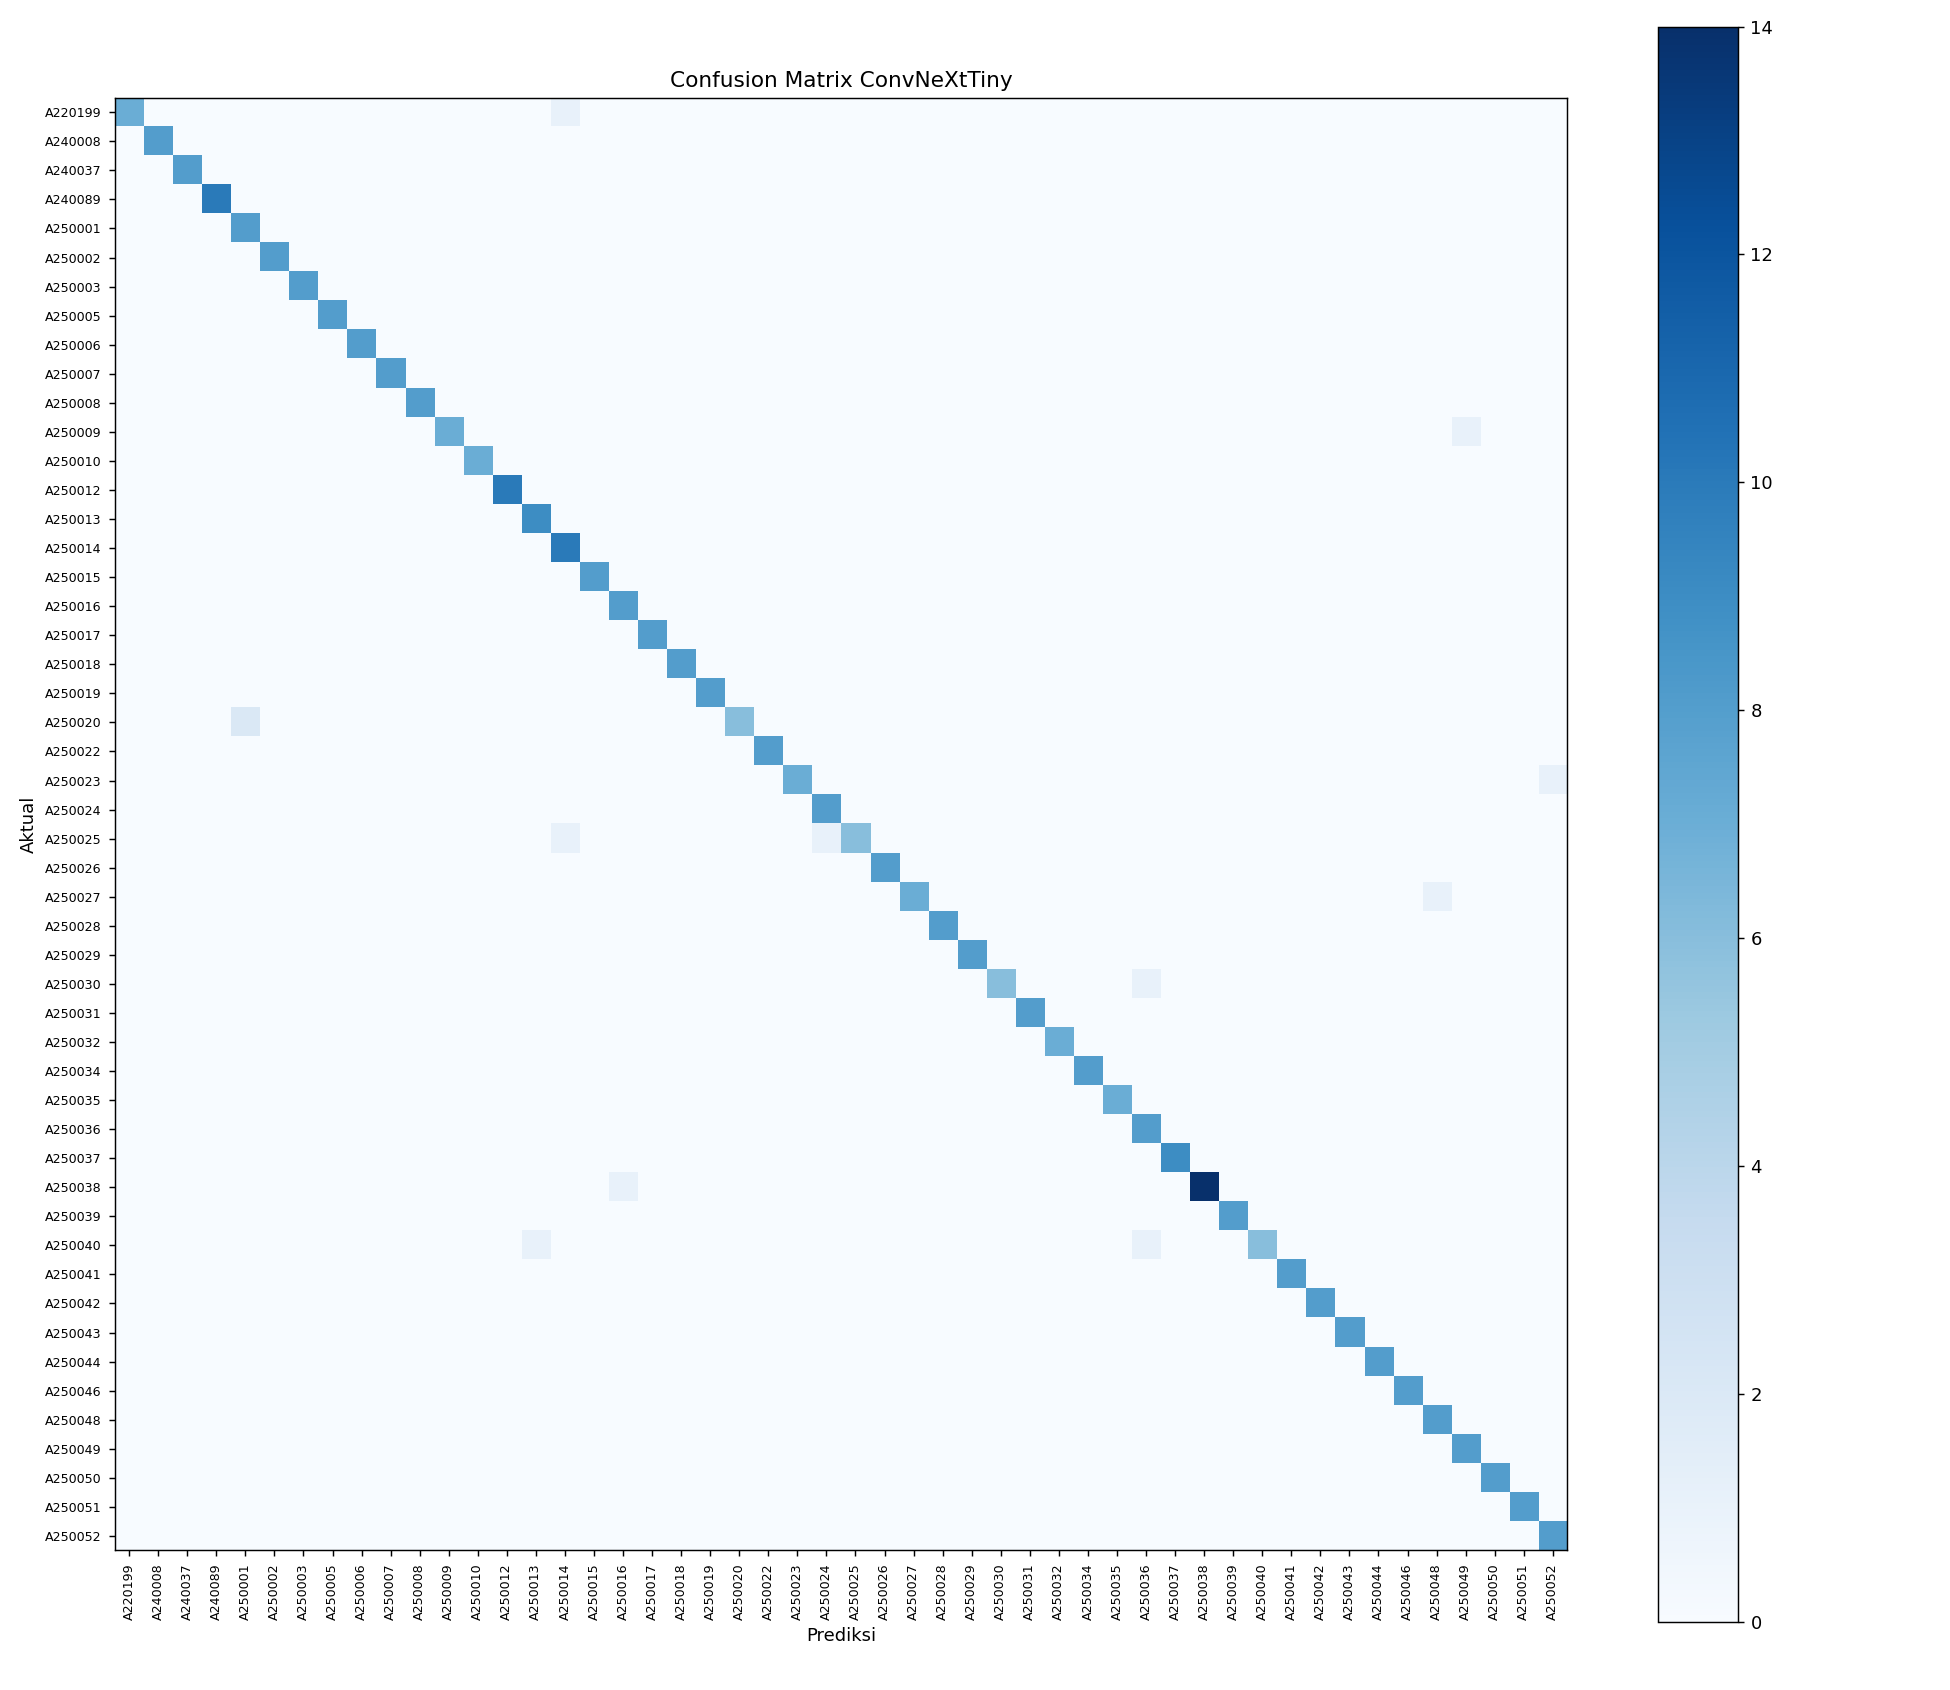 Confusion Matrix ConvNeXtTiny
Aktual
A220199
A240008
A240037
A240089
A250001
A250002
A250003
A250005
A250006
A250007
A250008
A250009
A250010
A250012
A250013
A250014
A250015
A250016
A250017
A250018
A250019
A250020
A250022
A250023
A250024
A250025
A250026
A250027
A250028
A250029
A250030
A250031
A250032
A250034
A250035
A250036
A250037
A250038
A250039
A250040
A250041
A250042
A250043
A250044
A250046
A250048
A250049
A250050
A250051
A250052
A220199
A240008
A240037
A240089
A250001
A250002
A250003
A250005
A250006
A250007
A250008
A250009
A250010
A250012
A250013
A250014
A250015
A250016
A250017
A250018
A250019
A250020
A250022
A250023
A250024
A250025
A250026
A250027
A250028
A250029
A250030
A250031
A250032
A250034
A250035
A250036
A250037
A250038
A250039
A250040
A250041
A250042
A250043
A250044
A250046
A250048
A250049
A250050
A250051
A250052
Prediksi
14
12
10
8
6
4
2
0